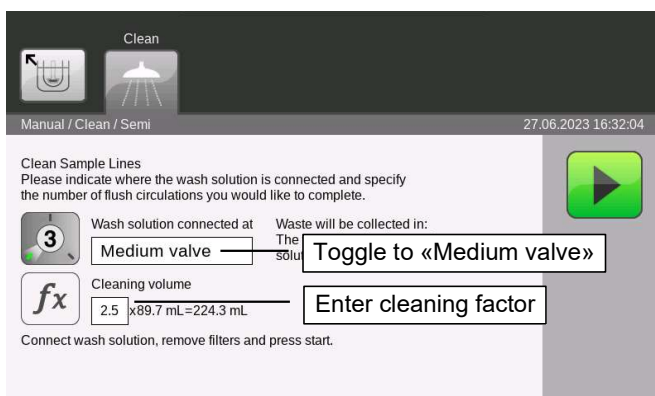 Clean
Manual / Clean / Semi 27.06.2023 16:32:04
Clean Sample Lines
Please indicate where the wash solution is connected and specify
the number of flush circulations you would like to complete.
3
Wash solution connected at Waste will be collected in:
Medium valve The
Toggle to «Medium valve»
Cleaning volume
fx
2.5 x89.7 mL=224.3 mL
Enter cleaning factor
Connect wash solution, remove filters and press start.